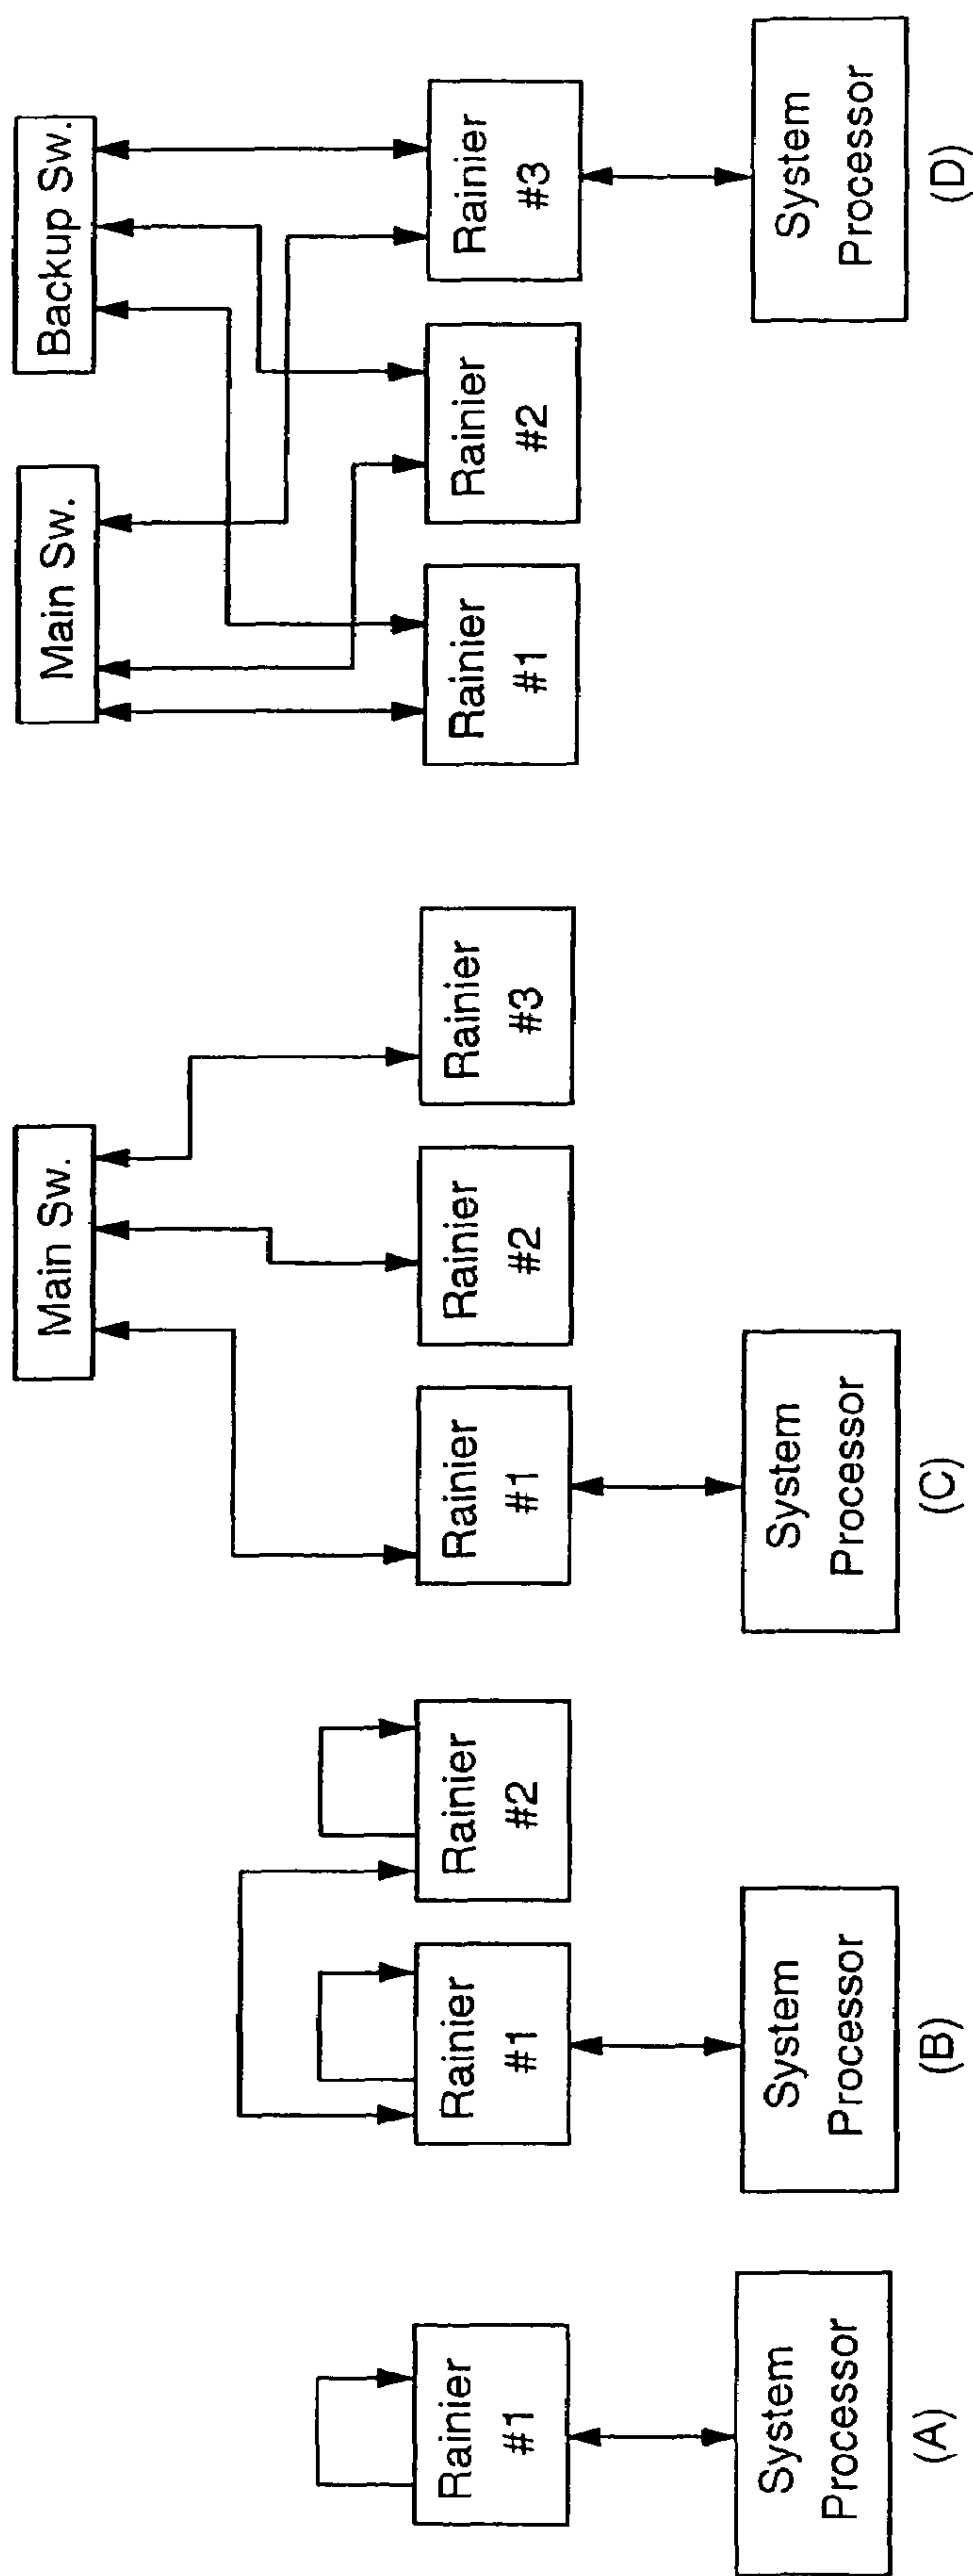 Rainier
#1
System
Processor
(A)
Rainier
#1
Rainier
#2
System
Processor
(B)
Main Sw.
Rainier
#1
Rainier
#2
Rainier
#3
System
Processor
(C)
Main Sw.
Backup Sw.
Rainier
#1
Rainier
#2
Rainier
#3
System
Processor
(D)